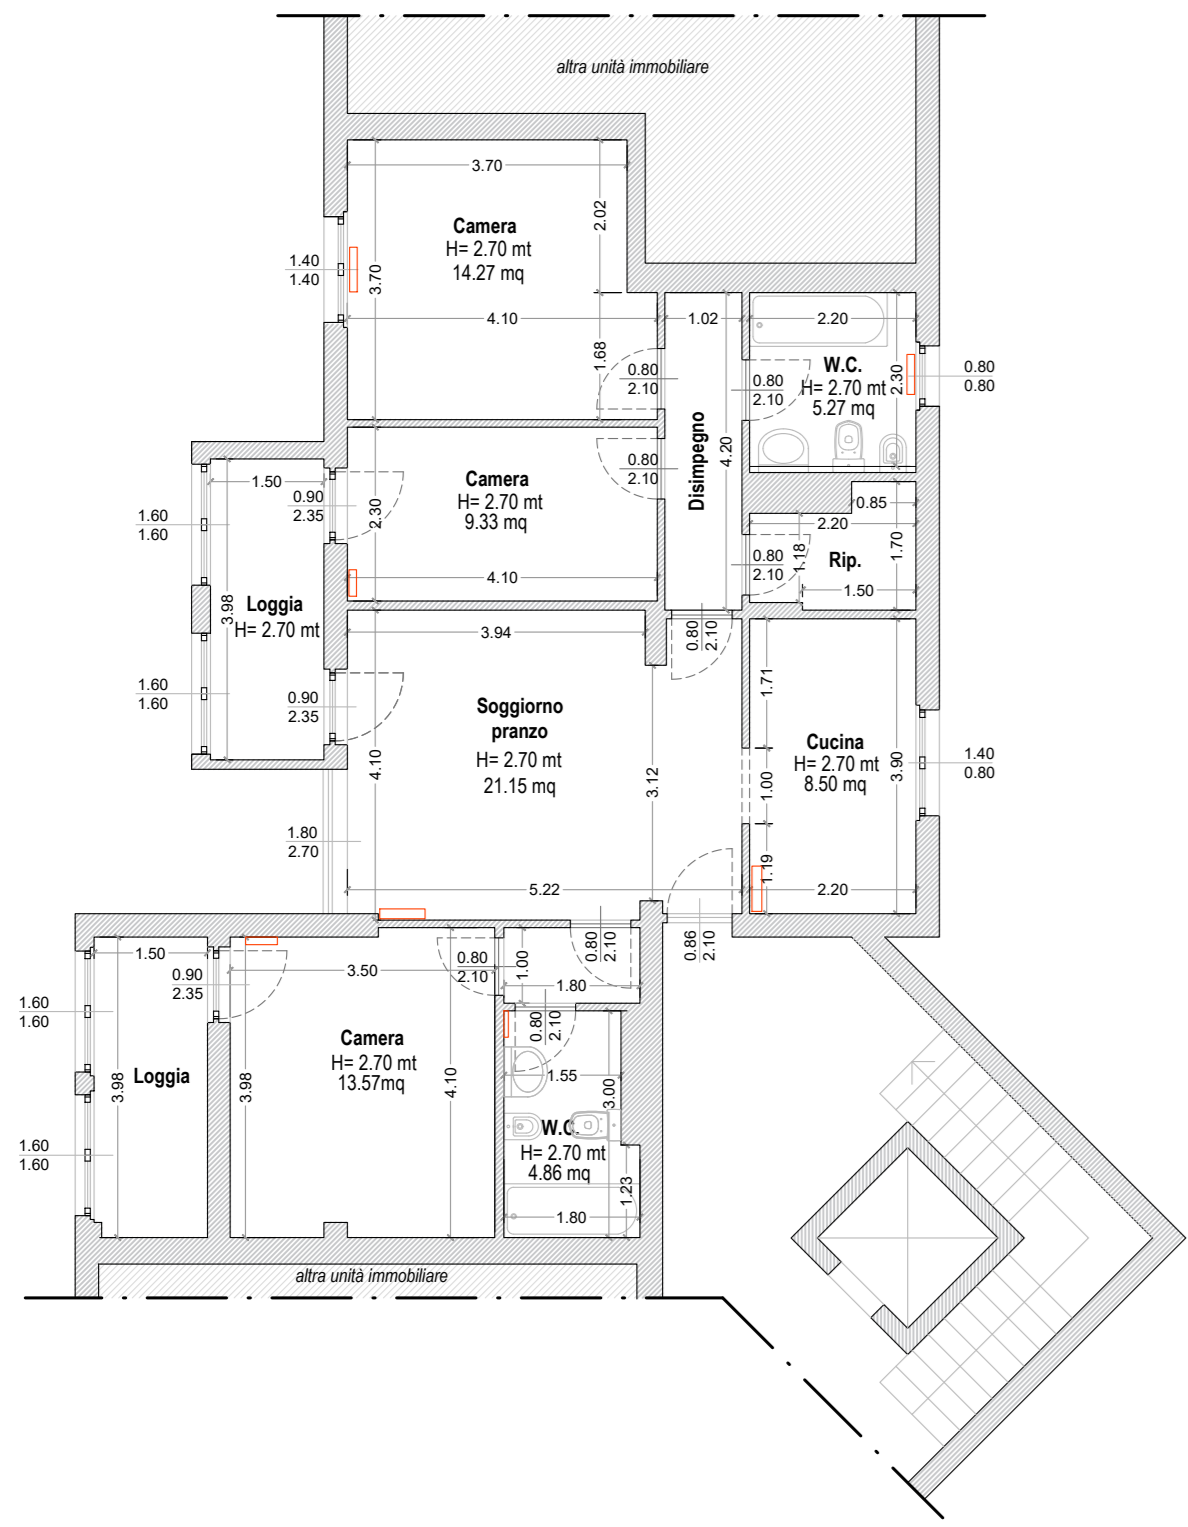 altra unità immobiliare
3.70
2.02
Camera
H= 2.70 mt
14.27 mq
1.40
1.40
3.70
4.10
1.68
1.02
2.20
0.80
2.10
0.80
2.10
W.C.
H= 2.70 mt
5.27 mq
2.30
0.80
0.80
Disimpegno
4.20
Camera
H= 2.70 mt
9.33 mq
0.80
2.10
1.50
0.90
2.35
2.30
1.60
1.60
0.85
2.20
1.70
1.18
0.80
2.10
Rip.
1.50
4.10
Loggia
H= 2.70 mt
3.98
3.94
0.80
2.10
1.60
1.60
0.90
2.35
Soggiorno
pranzo
H= 2.70 mt
21.15 mq
4.10
3.12
1.71
1.00
1.19
Cucina
H= 2.70 mt
8.50 mq
3.90
1.40
0.80
1.80
2.70
5.22
2.20
0.86
2.10
1.50
0.90
2.35
3.50
0.80
2.10
1.00
0.80
2.10
1.80
1.60
1.60
Camera
H= 2.70 mt
13.57mq
0.80
2.10
Loggia
3.98
3.98
4.10
1.55
3.00
1.60
1.60
W.C.
H= 2.70 mt
4.86 mq
1.23
1.80
altra unità immobiliare